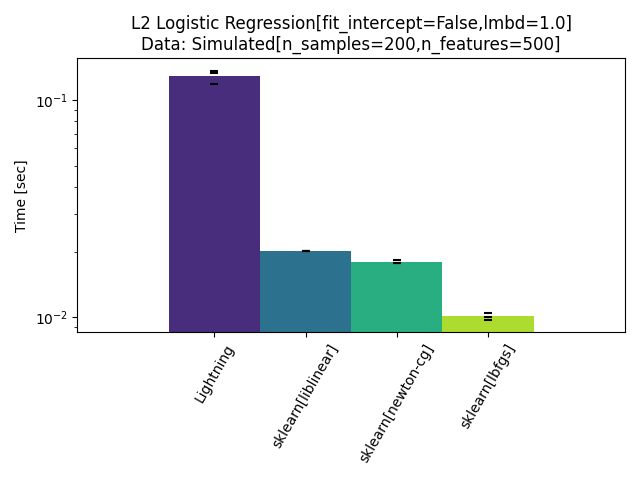 L2 Logistic Regression[fit_intercept=False,lmbd=1.0]
Data: Simulated[n_samples=200,n_features=500]
Time [sec]
10⁻¹
10⁻²
Lightning
sklearn[liblinear]
sklearn[newton-cg]
sklearn[lbfgs]